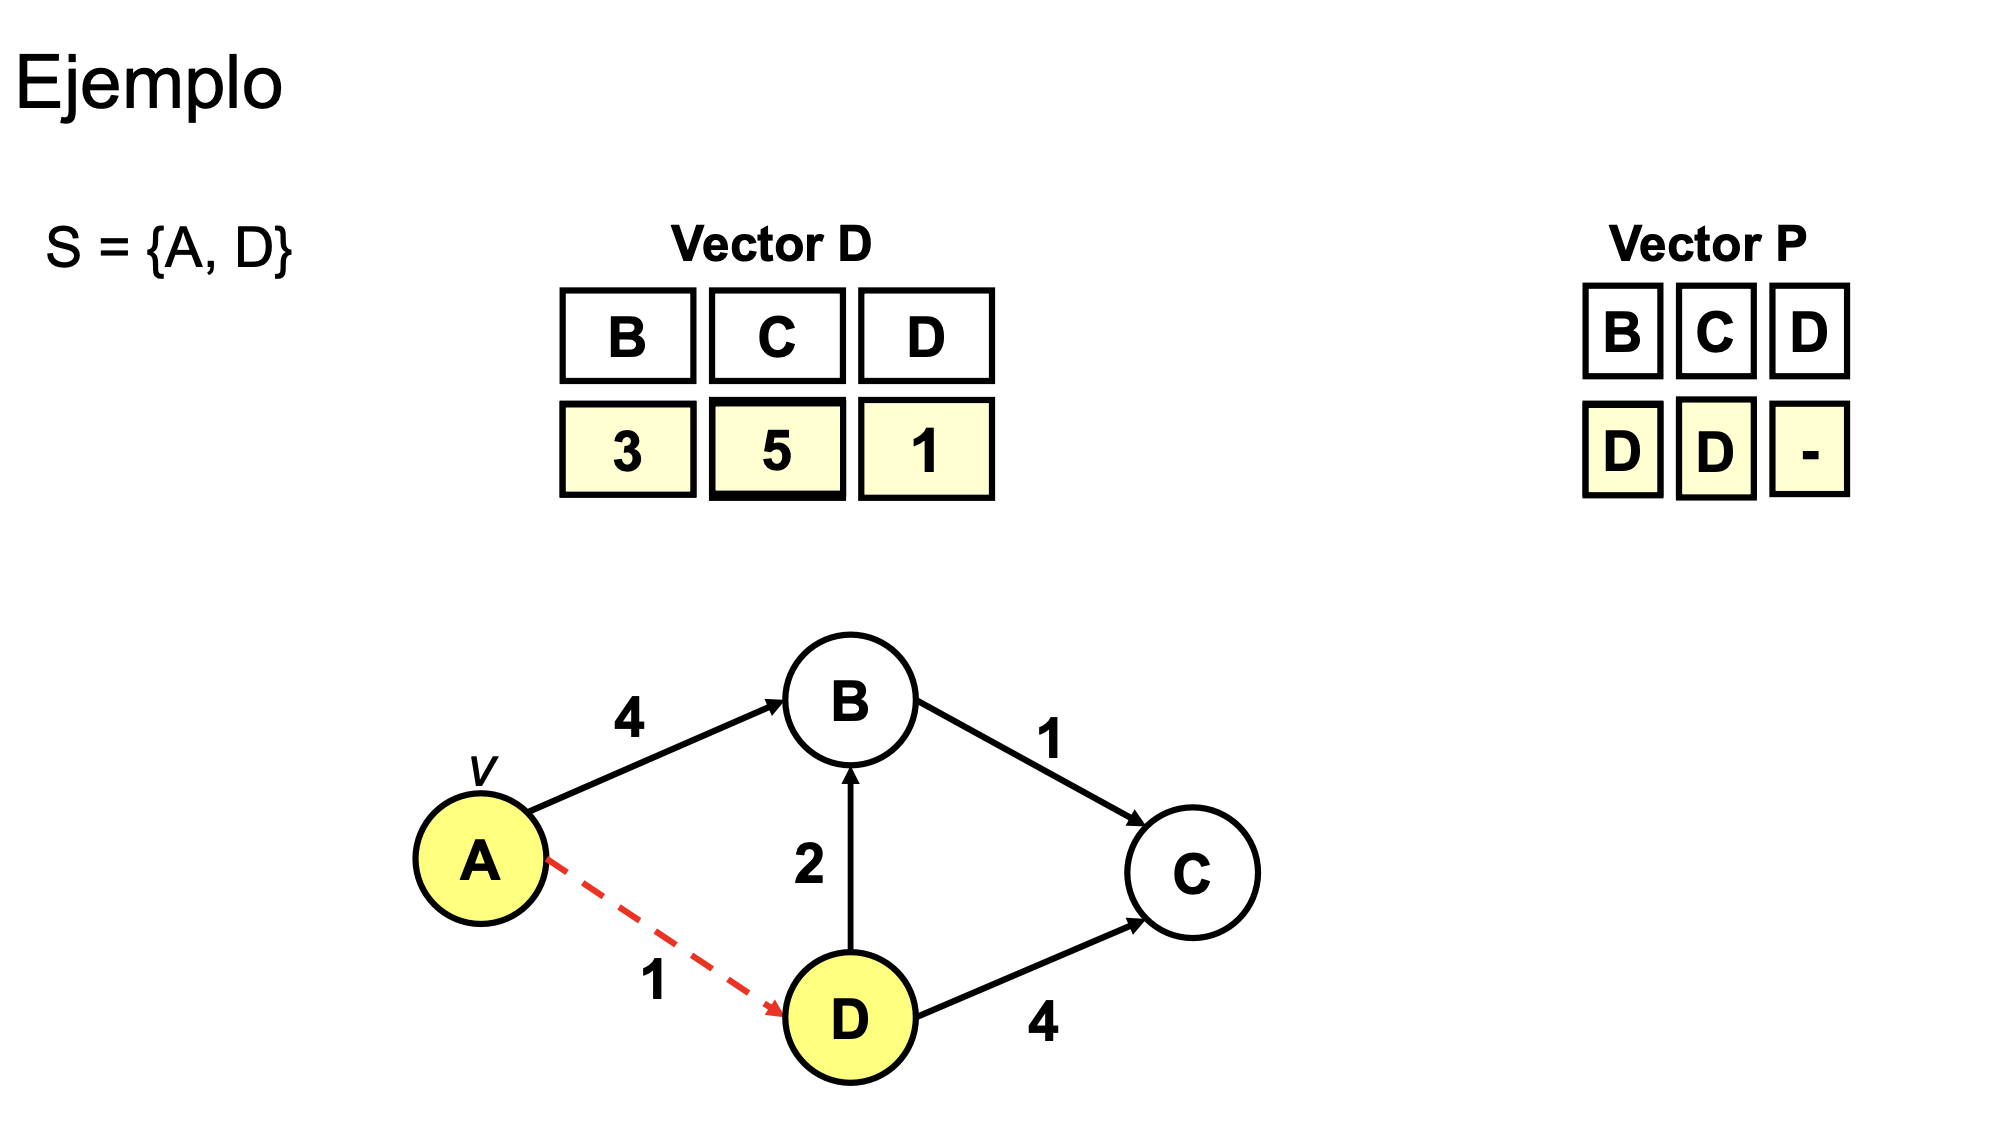 Ejemplo
S = {A, D}
Vector D
B C D
3 5 1
Vector P
B C D
D D -
B
4
1
V
A
2
C
1
D
4